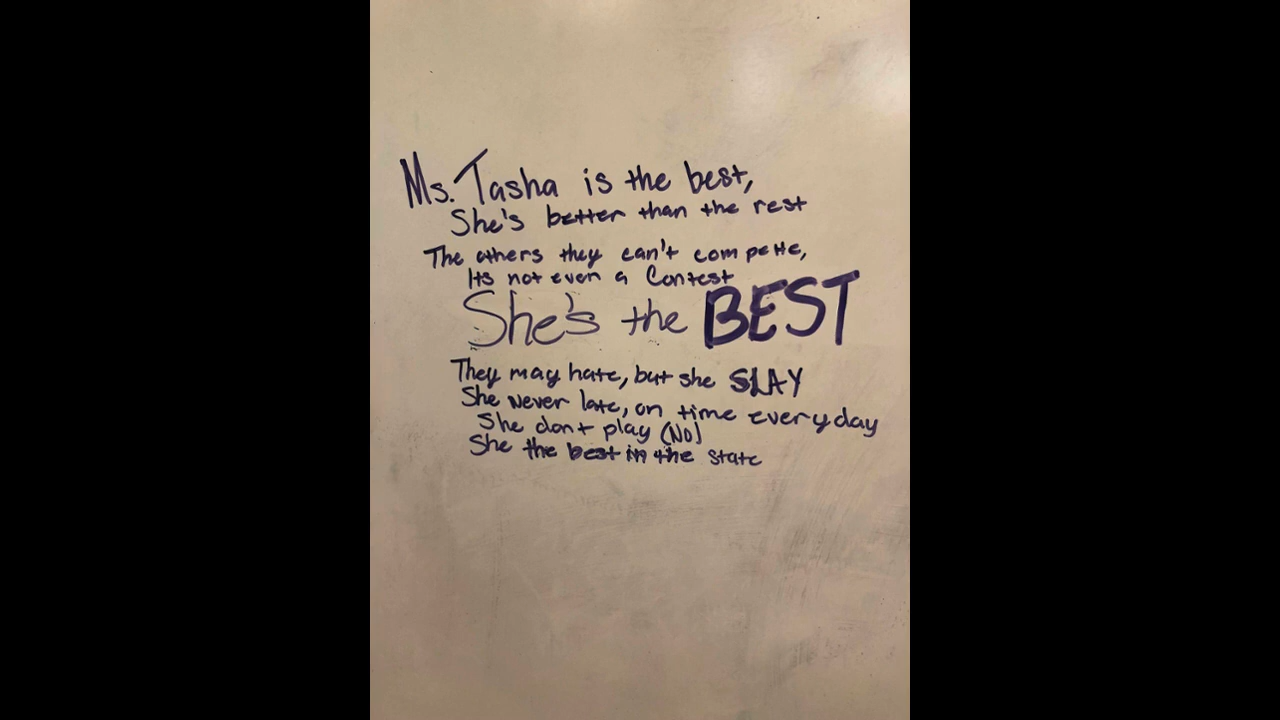 Ms. Tasha is the best,
She's better than the rest
The others they can't compete,
Its not even a Contest
She's the BEST
They may hate, but she SLAY
She never late, on time everyday
She dont play (No)
She the best in the state